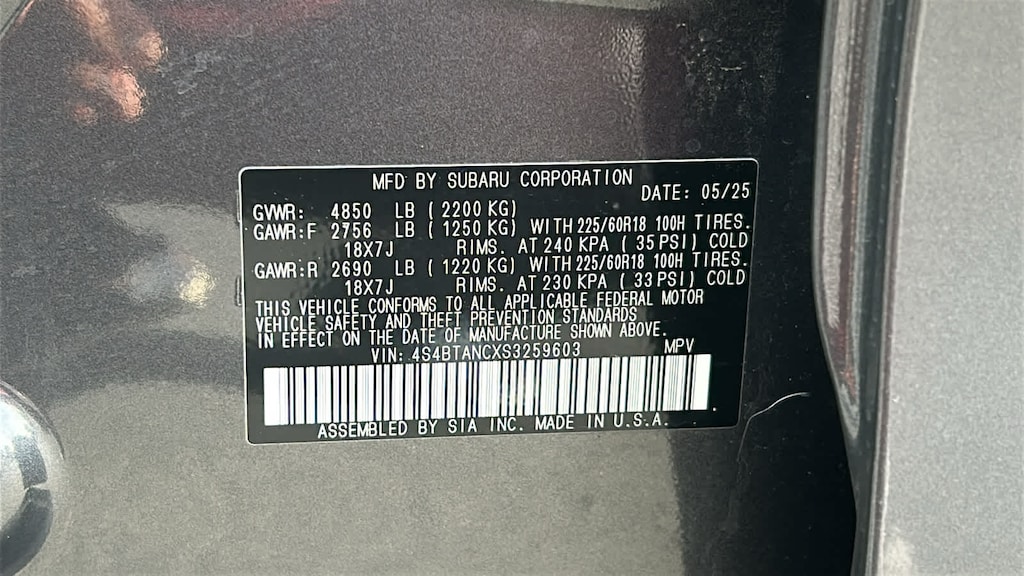 MFD BY SUBARU CORPORATION
DATE: 05/25
GVWR: 4850 LB ( 2200 KG)
GAWR:F 2756 LB ( 1250 KG) WITH 225/60R18 100H TIRES.
18X7J RIMS. AT 240 KPA ( 35 PSI) COLD
GAWR:R 2690 LB ( 1220 KG) WITH 225/60R18 100H TIRES.
18X7J RIMS. AT 230 KPA ( 33 PSI) COLD
THIS VEHICLE CONFORMS TO ALL APPLICABLE FEDERAL MOTOR
VEHICLE SAFETY AND THEFT PREVENTION STANDARDS
IN EFFECT ON THE DATE OF MANUFACTURE SHOWN ABOVE.
VIN: 4S4BTANCXS3259603 MPV
ASSEMBLED BY SIA INC. MADE IN U.S.A.